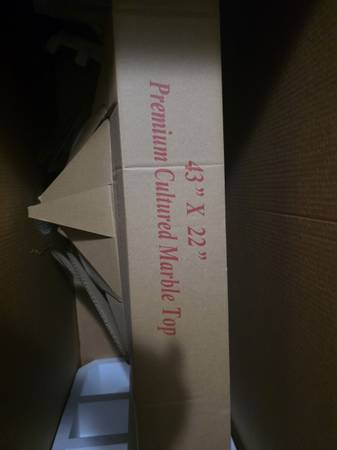 43" X 22"
Premium Cultured Marble Top